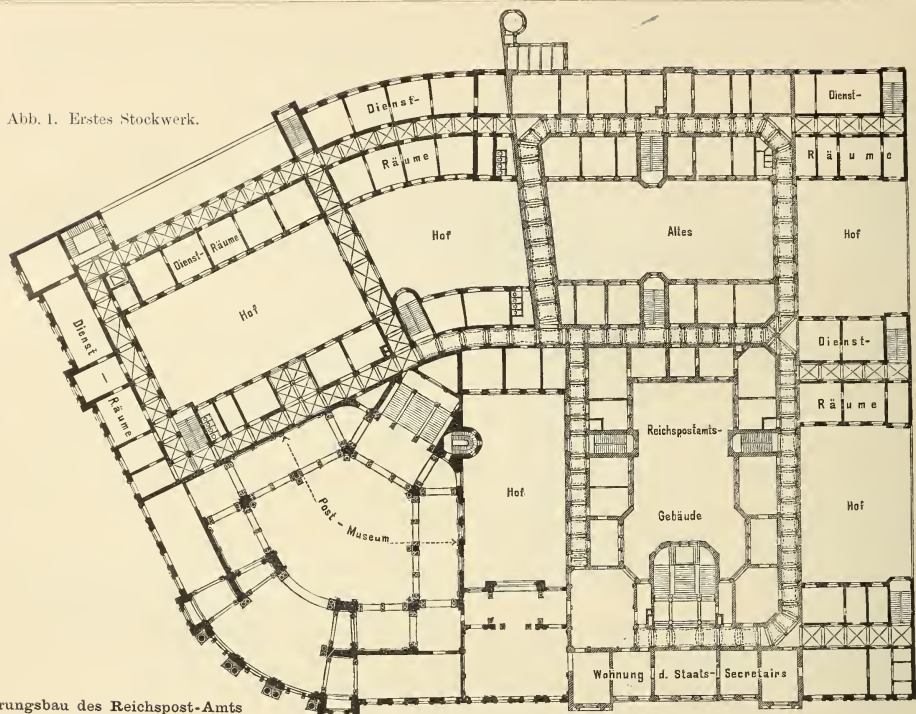 Abb. 1. Erstes Stockwerk.
Dienst-
Räume
Dienst-
Räume
Hof
Altes
Hof
Dienst-Räume
Hof
Dienst-
Räume
Dienst-
Räume
Reichspostamts-
Gebäude
Hof
Hof
Post-Museum
Wohnung d. Staats-Secretairs
rungsbau des Reichspost-Amts